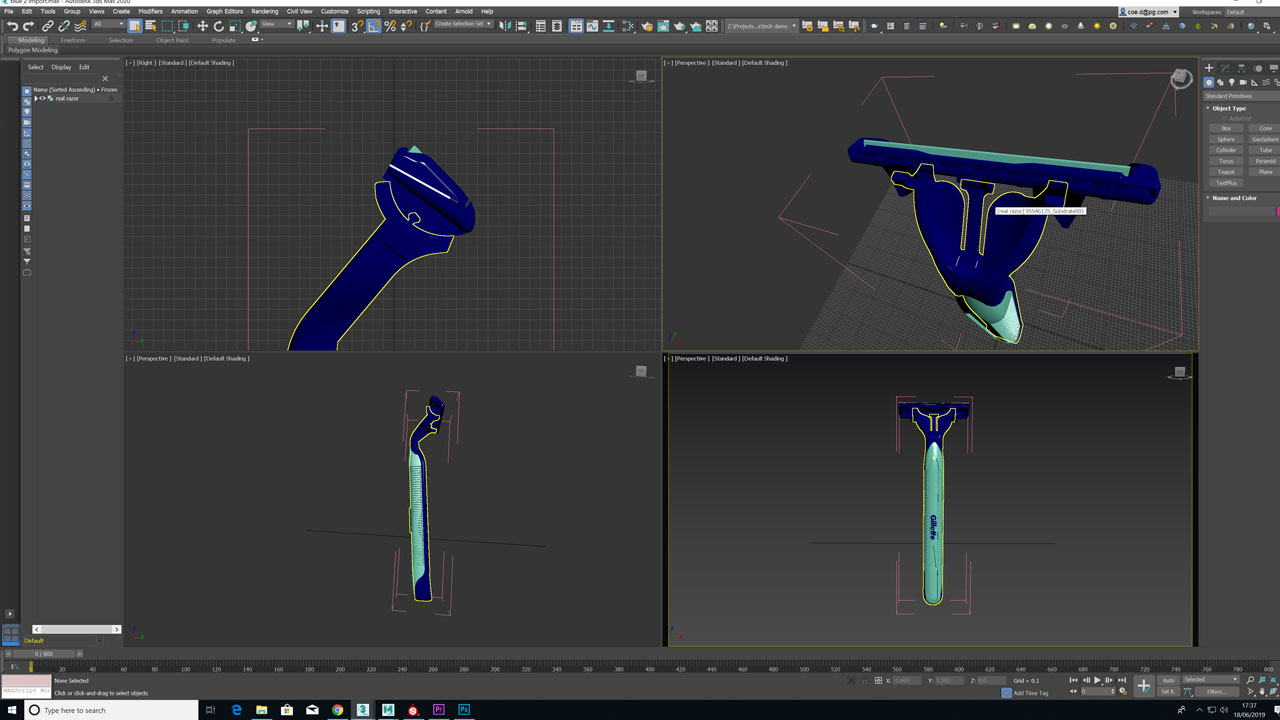 blue 2 import.max - Autodesk 3ds Max 2020
File Edit Tools Group Views Create Modifiers Animation Graph Editors Rendering Civil View Customize Scripting Interactive Content Arnold Help
coe.d@pg.com Workspaces: Default
All View Create Selection Set Z:\Projects...e\tech demo
Modeling Freeform Selection Object Paint Populate
Polygon Modeling
Select Display Edit
Name (Sorted Ascending) Frozen
real razor
Default
[+] [Right] [Standard] [Default Shading]
[+] [Perspective] [Standard] [Default Shading]
[real razor] 95546135_Substrate001
[+] [Perspective] [Standard] [Default Shading]
[+] [Perspective] [Standard] [Default Shading]
Gillette
Standard Primitives
Object Type
AutoGrid
Box Cone
Sphere GeoSphere
Cylinder Tube
Torus Pyramid
Teapot Plane
TextPlus
Name and Color
0 / 800
0 20 40 60 80 100 120 140 160 180 200 220 240 260 280 300 320 340 360 380 400 420 440 460 480 500 520 540 560 580 600 620 640 660 680 700 720 740 760 780 800
None Selected
X: Y: Z: Grid = 0.1
Auto Selected
MAXScript Mi
Click or click-and-drag to select objects
Add Time Tag
0
Set K. Filters...
Type here to search
17:37
18/06/2019